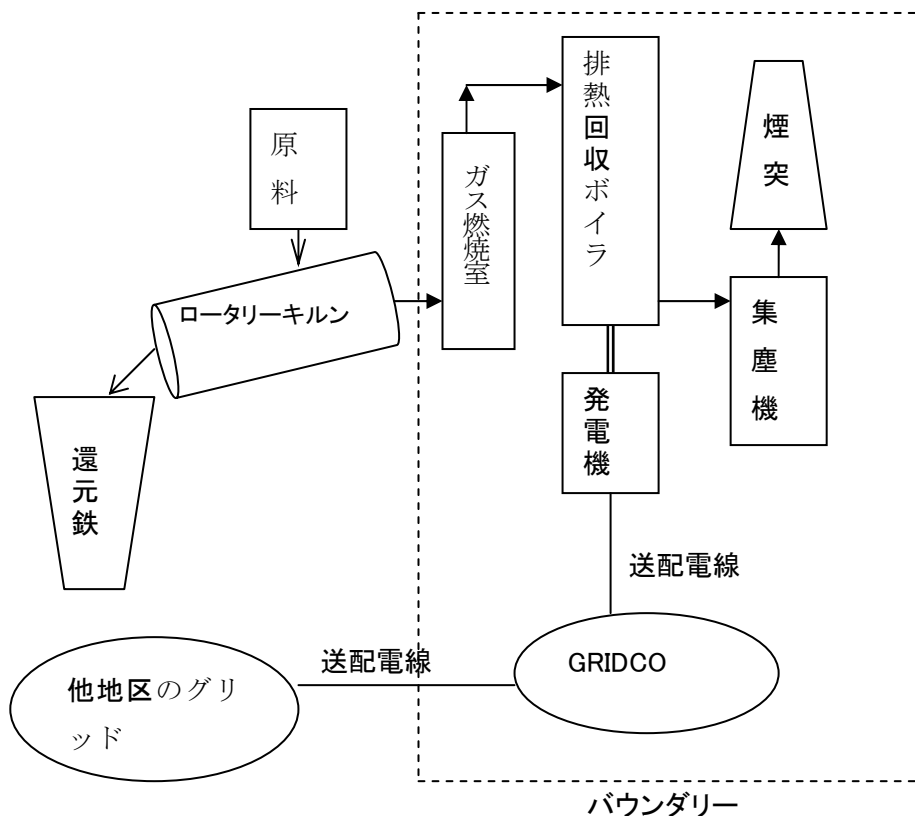 排熱回収ボイラ
煙突
原料
ガス燃焼室
ロータリーキルン
集塵機
発電機
還元鉄
送配電線
GRIDCO
送配電線
他地区のグリ
ッド
バウンダリー